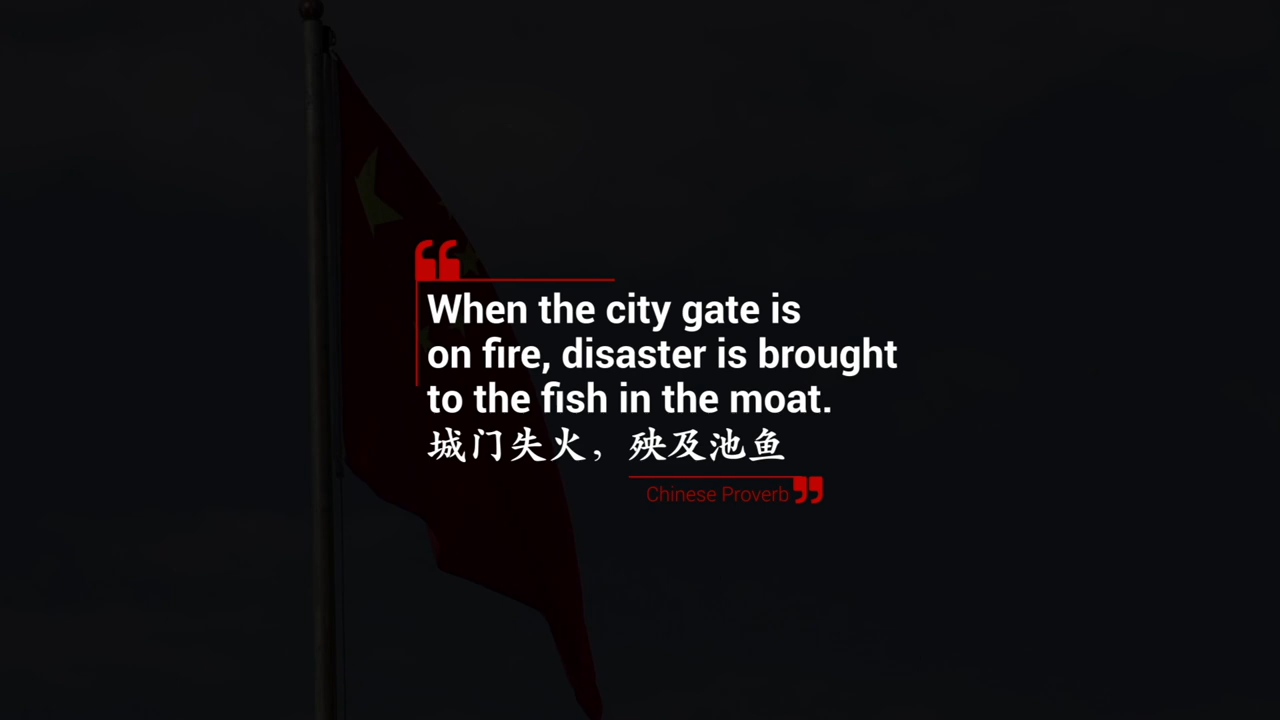 When the city gate is
on fire, disaster is brought
to the fish in the moat.
城门失火，殃及池鱼
Chinese Proverb